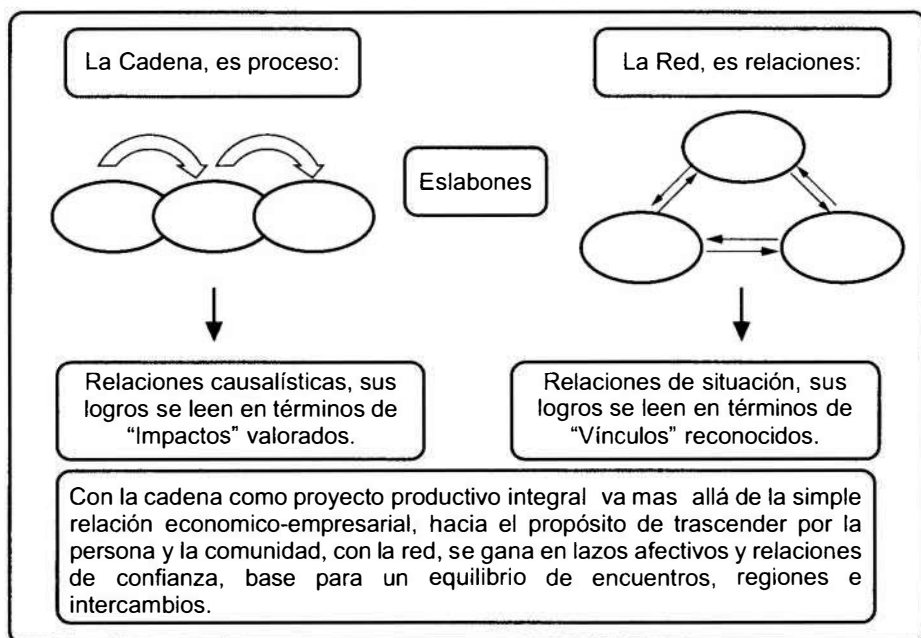 La Cadena, es proceso:
La Red, es relaciones:
Eslabones
Relaciones causalísticas, sus
logros se leen en términos de
“Impactos” valorados.
Relaciones de situación, sus
logros se leen en términos de
“Vínculos” reconocidos.
Con la cadena como proyecto productivo integral va mas allá de la simple
relación economico-empresarial, hacia el propósito de trascender por la
persona y la comunidad, con la red, se gana en lazos afectivos y relaciones
de confianza, base para un equilibrio de encuentros, regiones e
intercambios.